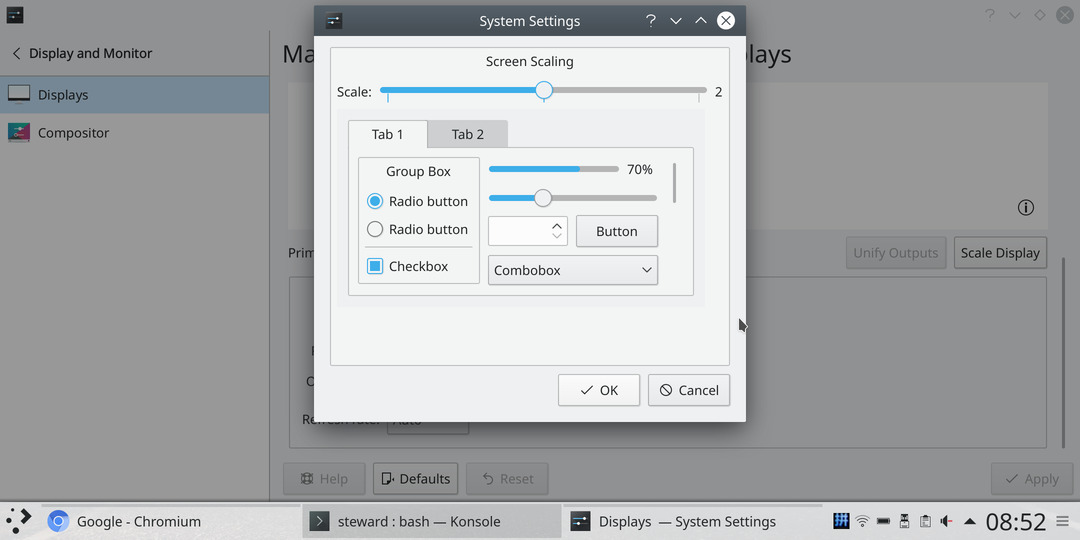 System Settings
Display and Monitor
Ma
lays
Displays
Compositor
Screen Scaling
Scale:
2
Tab 1
Tab 2
Group Box
Radio button
Radio button
Checkbox
70%
Button
Combobox
Prim
Unify Outputs
Scale Display
OK
Cancel
Help
Defaults
Reset
Apply
Google - Chromium
steward : bash — Konsole
Displays — System Settings
08:52